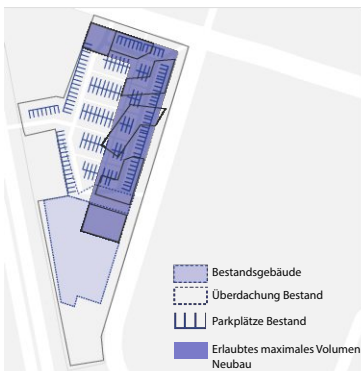 Bestandsgebäude
Überdachung Bestand
Parkplätze Bestand
Erlaubtes maximales Volumen
Neubau